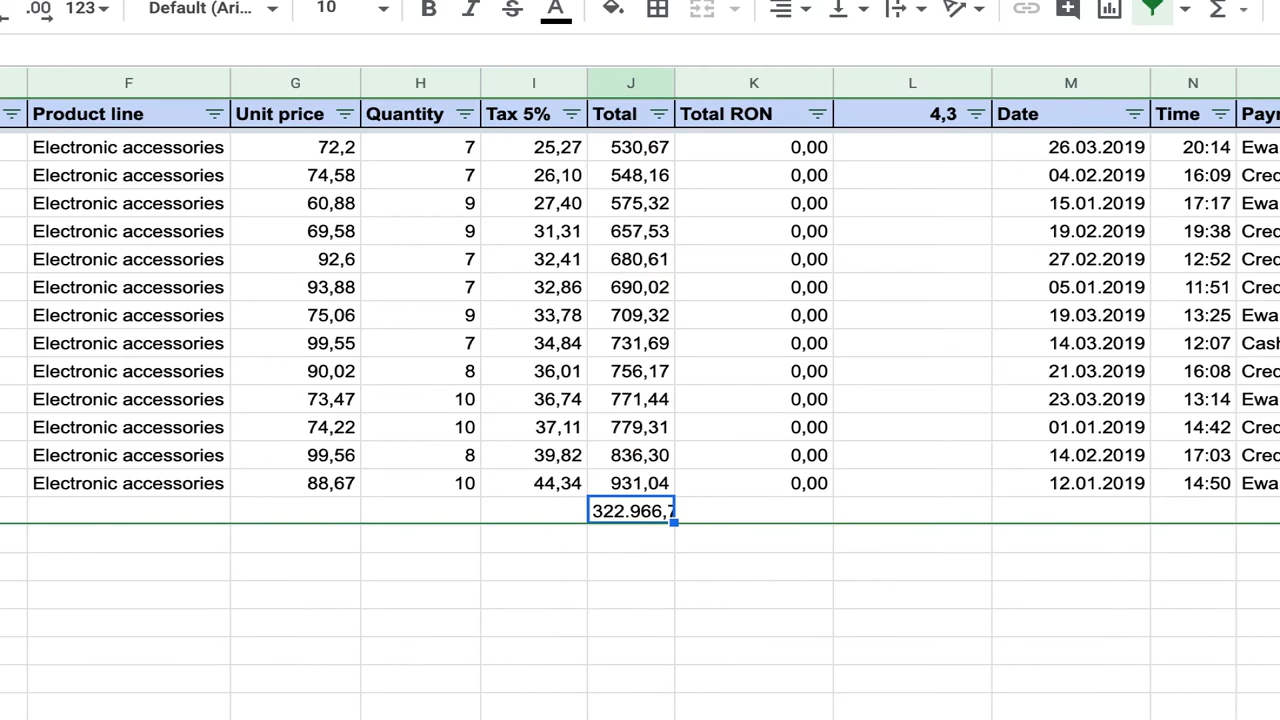 .00 123 Default (Ari... 10 B I S A Σ
F G H I J K L M N
Product line Unit price Quantity Tax 5% Total Total RON 4,3 Date Time
Electronic accessories 72,2 7 25,27 530,67 0,00 26.03.2019 20:14
Electronic accessories 74,58 7 26,10 548,16 0,00 04.02.2019 16:09
Electronic accessories 60,88 9 27,40 575,32 0,00 15.01.2019 17:17
Electronic accessories 69,58 9 31,31 657,53 0,00 19.02.2019 19:38
Electronic accessories 92,6 7 32,41 680,61 0,00 27.02.2019 12:52
Electronic accessories 93,88 7 32,86 690,02 0,00 05.01.2019 11:51
Electronic accessories 75,06 9 33,78 709,32 0,00 19.03.2019 13:25
Electronic accessories 99,55 7 34,84 731,69 0,00 14.03.2019 12:07 Cash
Electronic accessories 90,02 8 36,01 756,17 0,00 21.03.2019 16:08
Electronic accessories 73,47 10 36,74 771,44 0,00 23.03.2019 13:14
Electronic accessories 74,22 10 37,11 779,31 0,00 01.01.2019 14:42
Electronic accessories 99,56 8 39,82 836,30 0,00 14.02.2019 17:03
Electronic accessories 88,67 10 44,34 931,04 0,00 12.01.2019 14:50
322.966,7